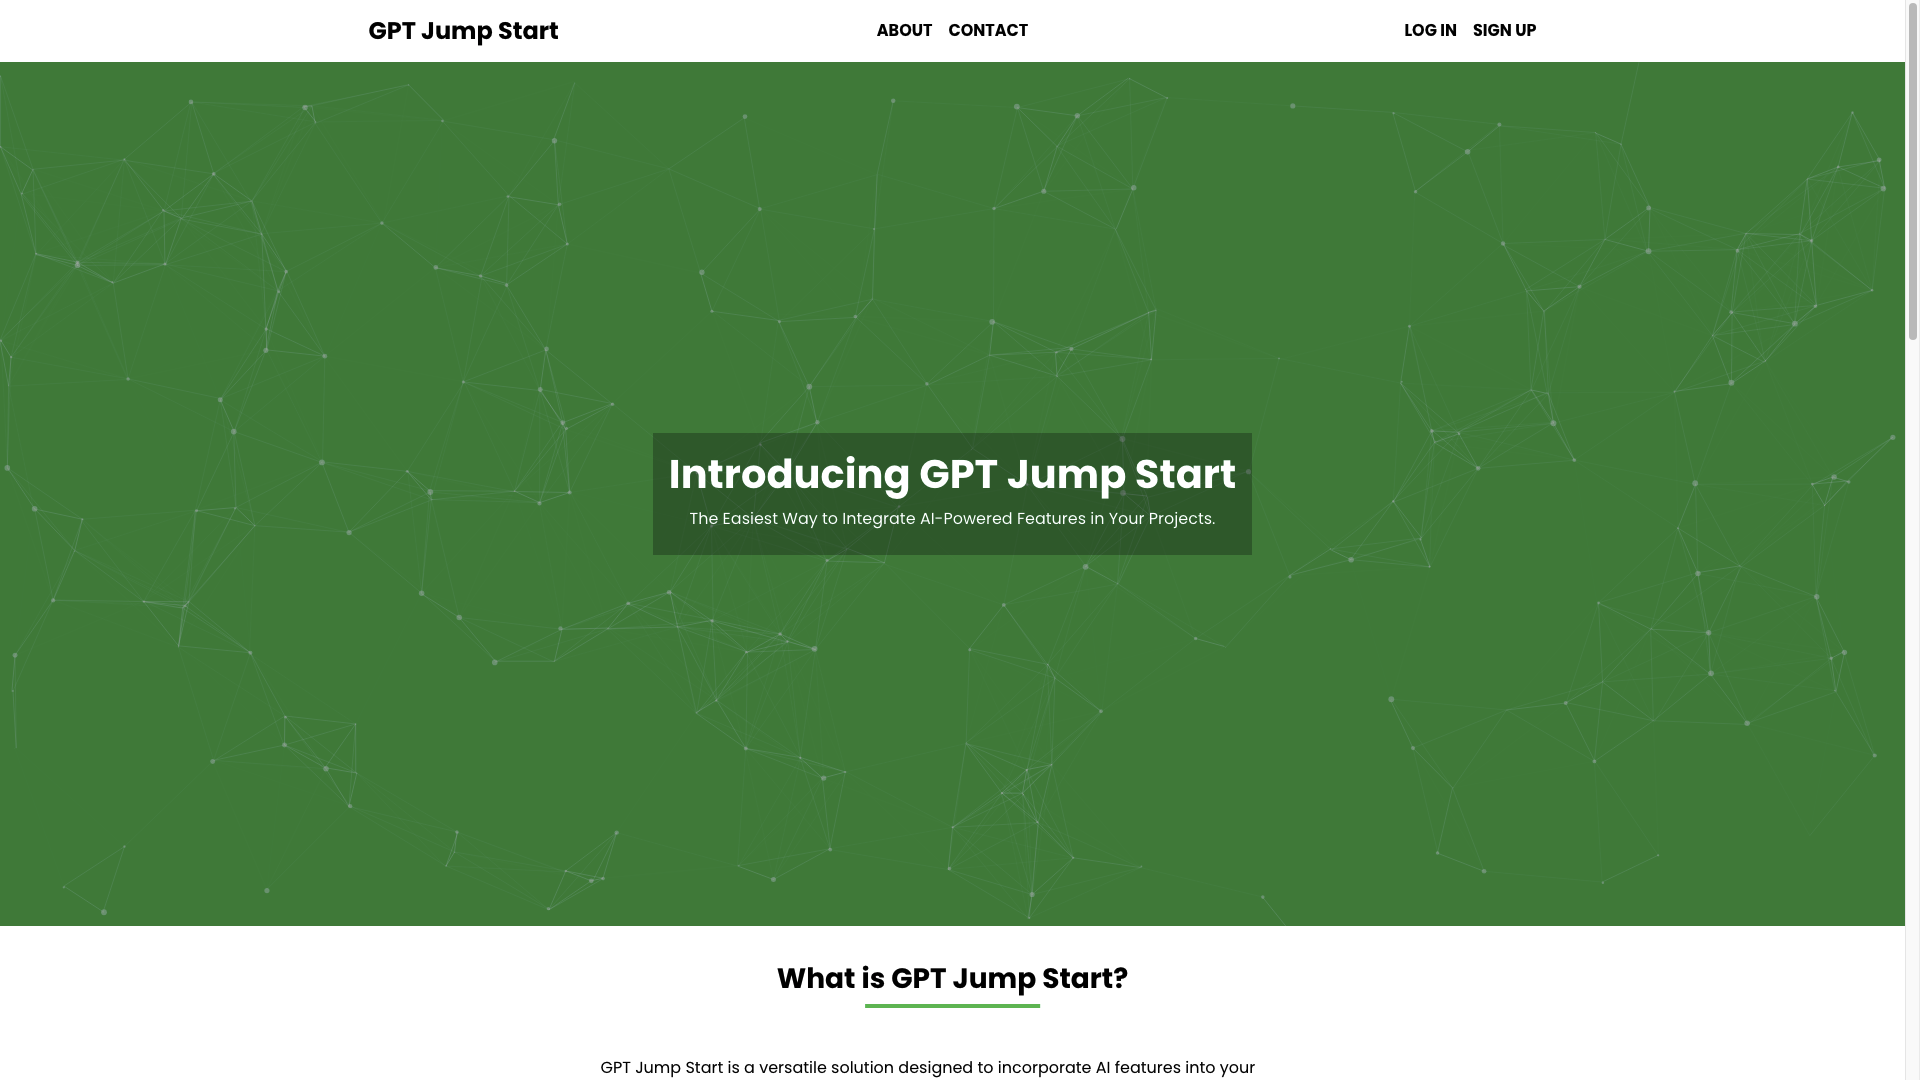 GPT Jump Start
ABOUT CONTACT
LOG IN SIGN UP
Introducing GPT Jump Start
The Easiest Way to Integrate AI-Powered Features in Your Projects.
What is GPT Jump Start?
GPT Jump Start is a versatile solution designed to incorporate AI features into your